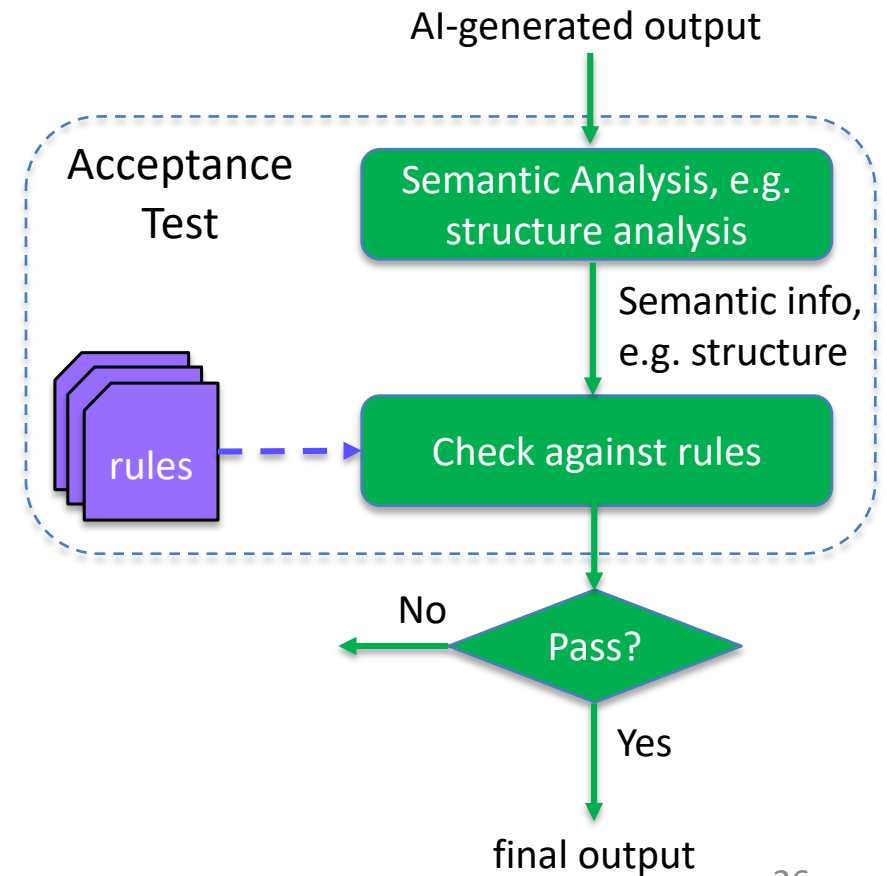 AI-generated output
Acceptance
Test
Semantic Analysis, e.g.
structure analysis
Semantic info,
e.g. structure
rules
Check against rules
No
Pass?
Yes
final output